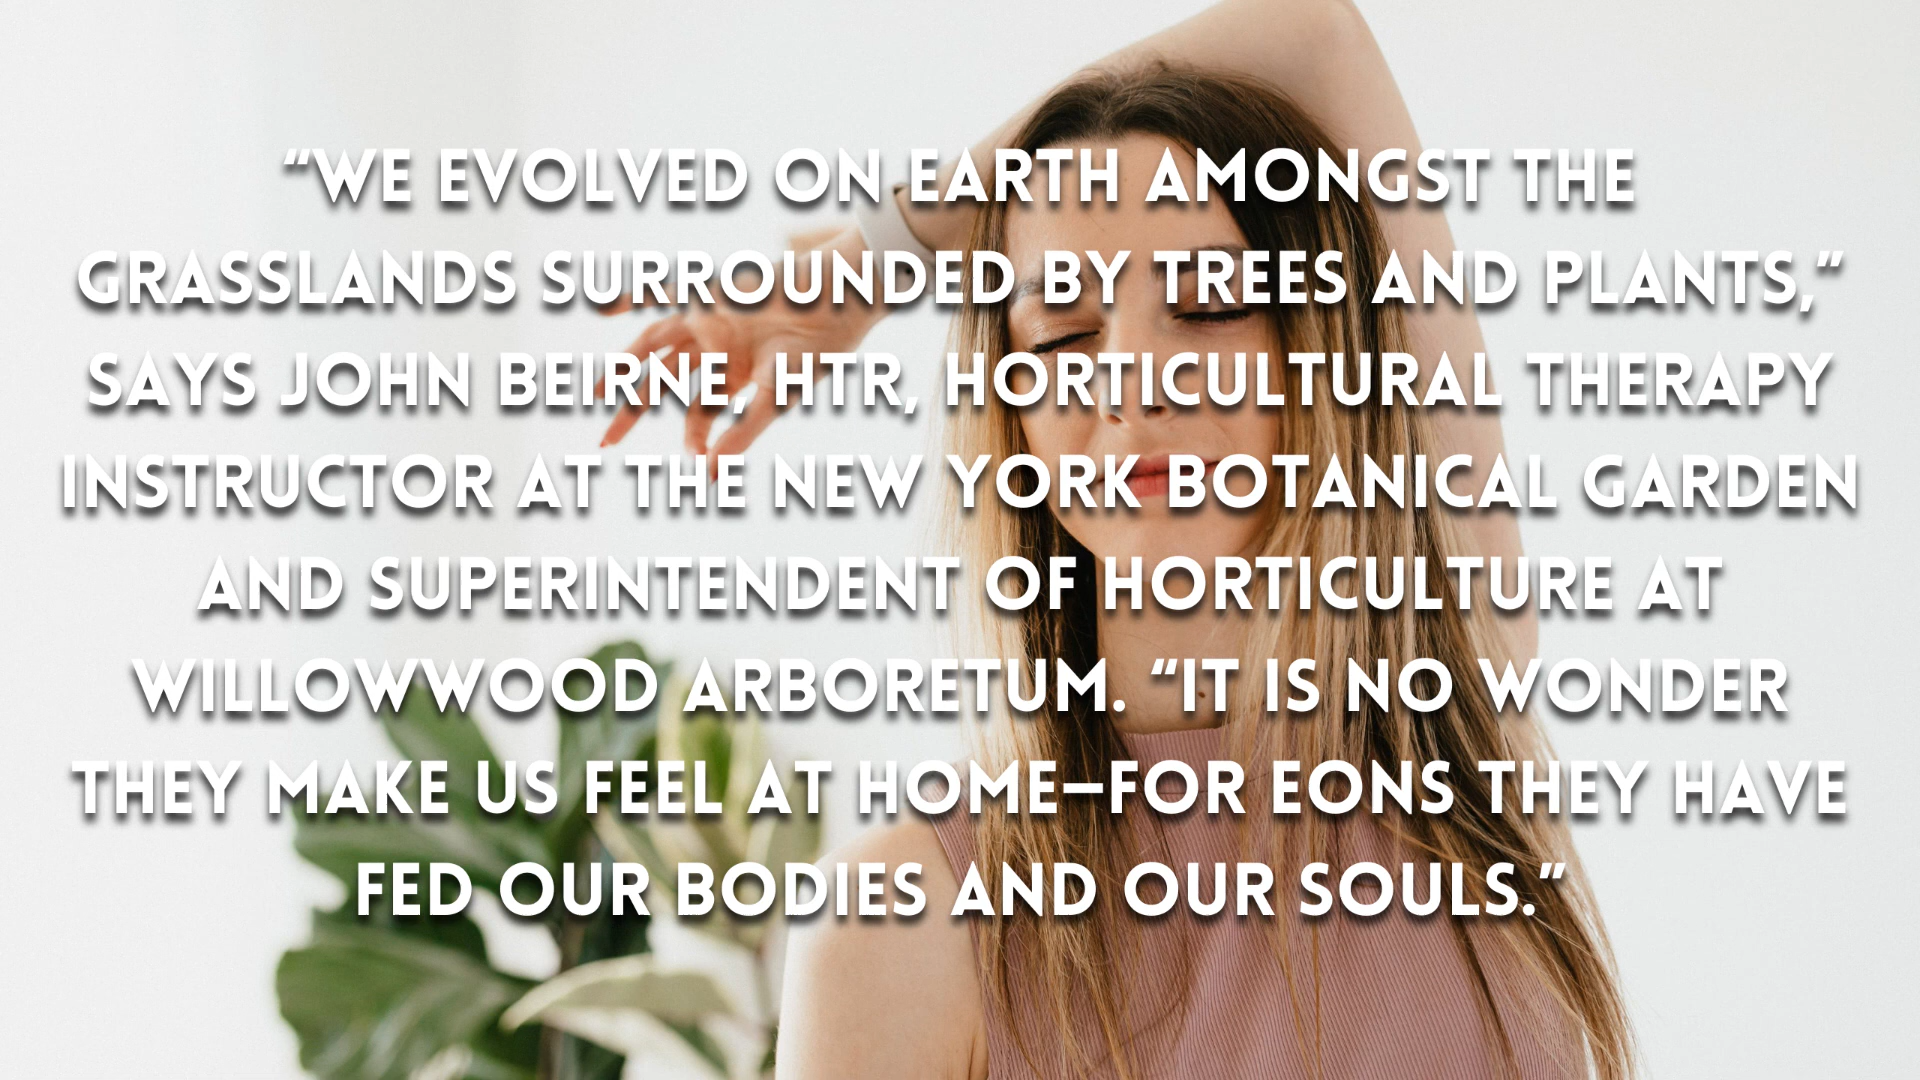 “WE EVOLVED ON EARTH AMONGST THE
GRASSLANDS SURROUNDED BY TREES AND PLANTS,”
SAYS JOHN BEIRNE, HTR, HORTICULTURAL THERAPY
INSTRUCTOR AT THE NEW YORK BOTANICAL GARDEN
AND SUPERINTENDENT OF HORTICULTURE AT
WILLOWWOOD ARBORETUM. “IT IS NO WONDER
THEY MAKE US FEEL AT HOME—FOR EONS THEY HAVE
FED OUR BODIES AND OUR SOULS.”